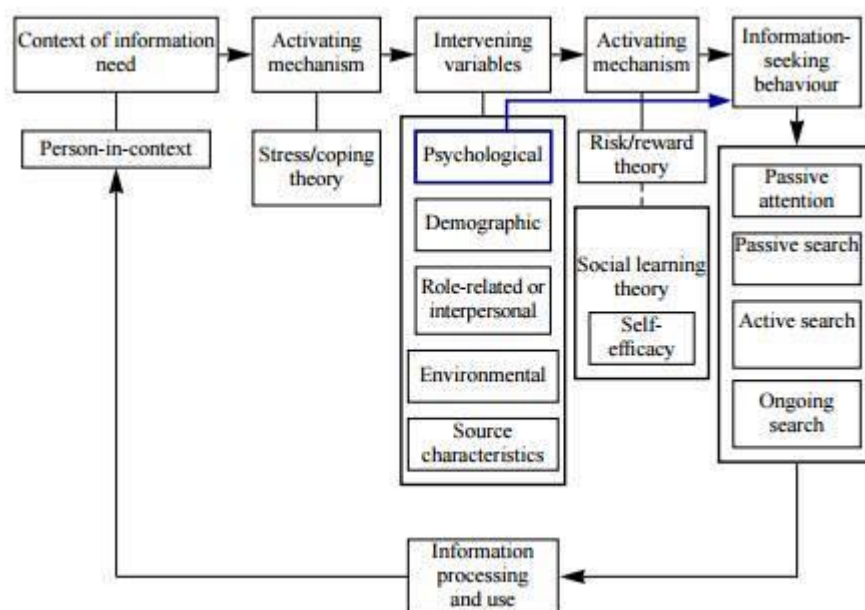 Context of information
need
Activating
mechanism
Intervening
variables
Activating
mechanism
Information-
seeking
behaviour
Person-in-context
Stress/coping
theory
Psychological
Demographic
Role-related or
interpersonal
Environmental
Source
characteristics
Risk/reward
theory
Social learning
theory
Self-
efficacy
Passive
attention
Passive search
Active search
Ongoing
search
Information
processing
and use